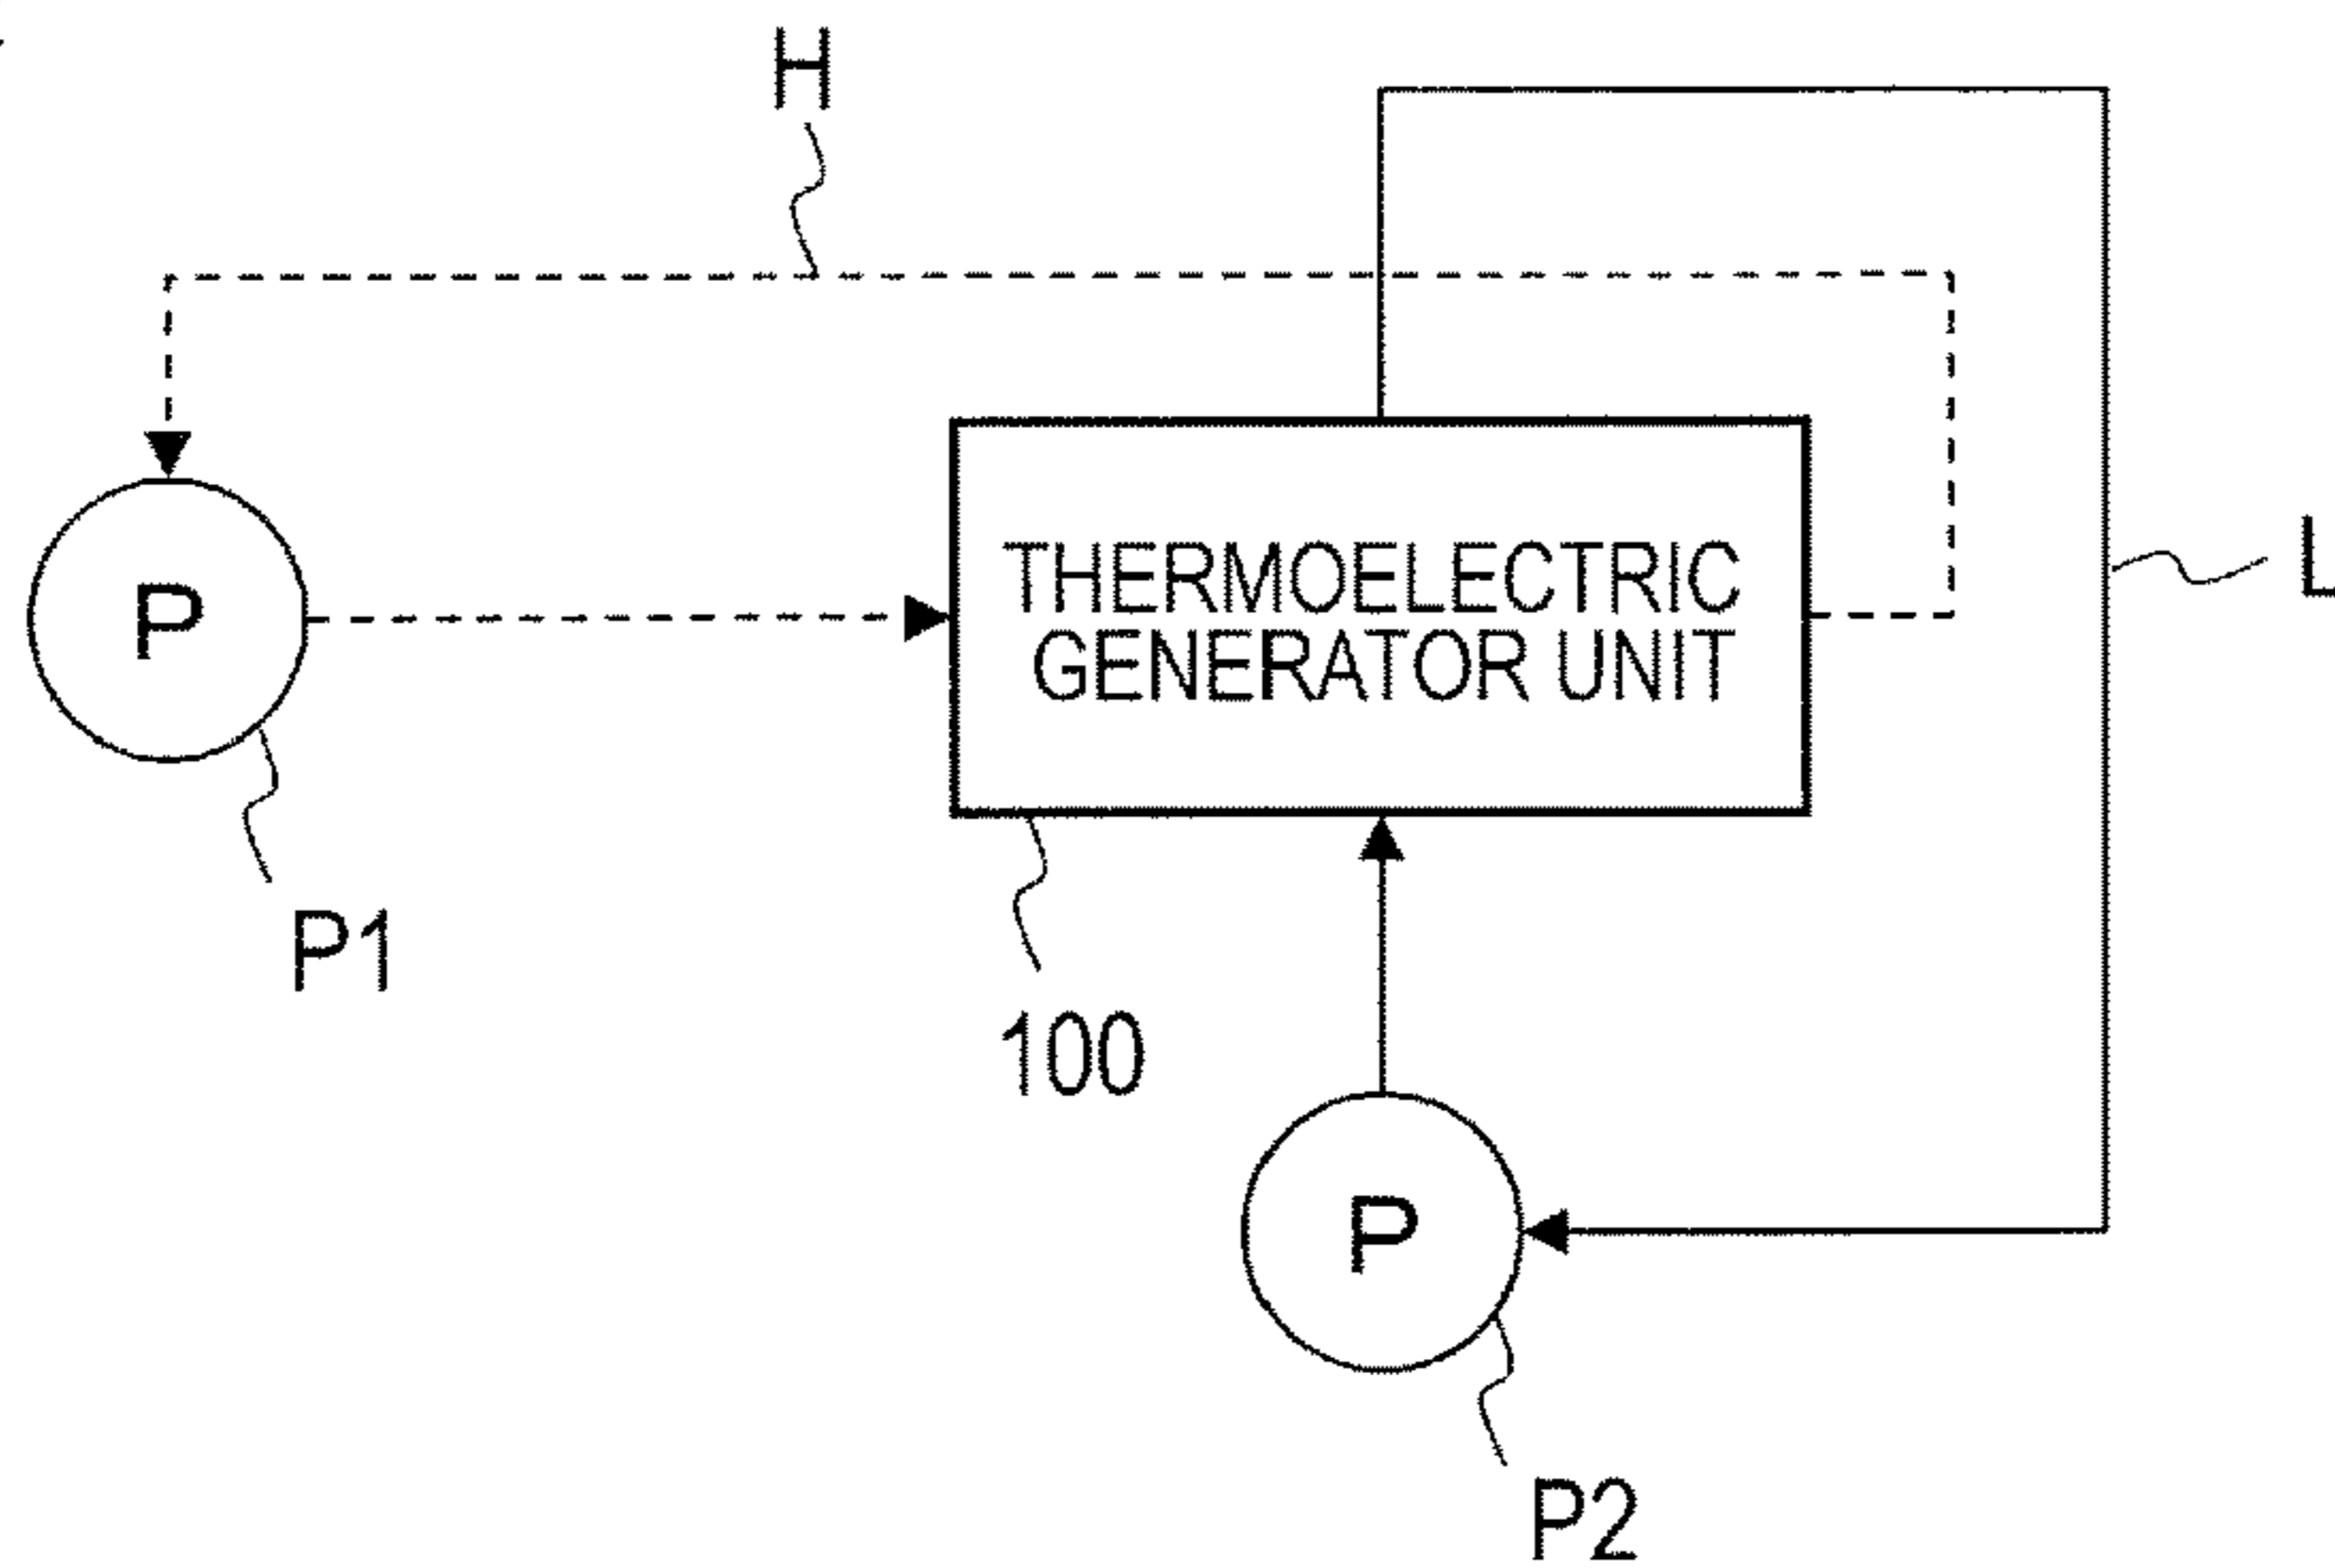 H
THERMOELECTRIC
GENERATOR UNIT
L
P
P1
100
P
P2